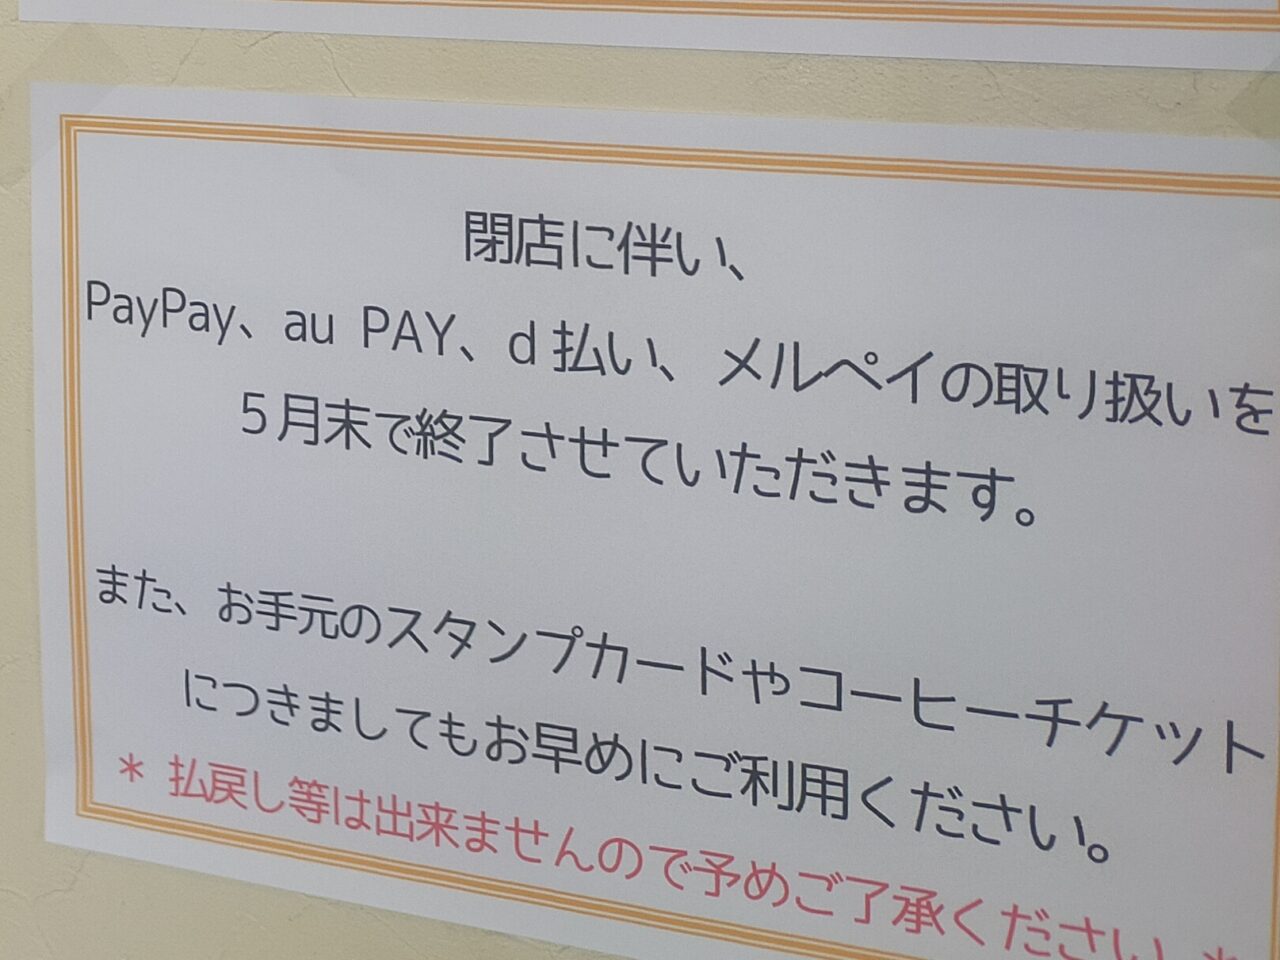 閉店に伴い、
PayPay、au PAY、d払い、メルペイの取り扱いを
5月末で終了させていただきます。
また、お手元のスタンプカードやコーヒーチケット
につきましてもお早めにご利用ください。
* 払戻し等は出来ませんので予めご了承ください *